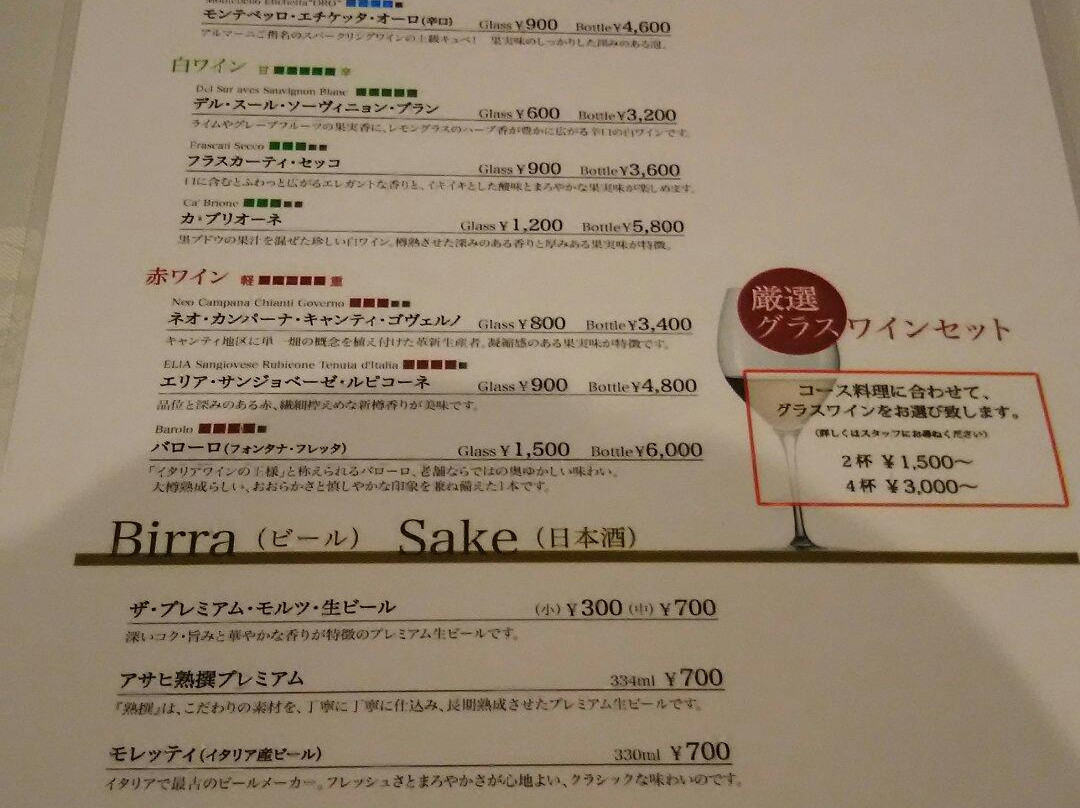 Montebello Etichetta"ORO"
モンテベッロ・エチケッタ・オーロ(辛口) Glass ¥900 Bottle¥4,600
アルマーニご指名のスパークリングワインの上級キュベ! 果実味のしっかりした深みのある泡。
白ワイン 甘 辛
Del Sur aves Sauvignon Blanc
デル・スール・ソーヴィニョン・ブラン Glass ¥600 Bottle¥3,200
ライムやグレープフルーツの果実香に、レモングラスのハーブ香が豊かに広がる辛口の白ワインです。
Frascati Secco
フラスカーティ・セッコ Glass ¥900 Bottle¥3,600
口に含むとふわっと広がるエレガントな香りと、イキイキとした酸味とまろやかな果実味が楽しめます。
Ca' Brione
カ・ブリオーネ Glass ¥1,200 Bottle¥5,800
黒ブドウの果汁を混ぜた珍しい白ワイン。樽熟させた深みのある香りと厚みある果実味が特徴。
赤ワイン 軽 重
Neo Campana Chianti Governo
ネオ・カンパーナ・キャンティ・ゴヴェルノ Glass ¥800 Bottle¥3,400
キャンティ地区に単一畑の概念を植え付けた革新生産者。凝縮感のある果実味が特徴です。
ELIA Sangiovese Rubicone Tenuta d'Italia
エリア・サンジョベーゼ・ルビコーネ Glass ¥900 Bottle¥4,800
品位と深みのある赤、繊細控えめな新樽香りが美味です。
Barolo
バローロ(フォンタナ・フレッダ) Glass ¥1,500 Bottle¥6,000
「イタリアワインの王様」と称えられるバローロ、老舗ならではの奥ゆかしい味わい。
大樽熟成らしい、おおらかさと慎しやかな印象を兼ね備えた1本です。
厳選
グラスワインセット
コース料理に合わせて、
グラスワインをお選び致します。
(詳しくはスタッフにお尋ねください)
2杯 ¥1,500〜
4杯 ¥3,000〜
Birra (ビール) Sake (日本酒)
ザ・プレミアム・モルツ・生ビール (小) ¥300 (中) ¥700
深いコク・旨みと華やかな香りが特徴のプレミアム生ビールです。
アサヒ熟撰プレミアム 334ml ¥700
『熟撰』は、こだわりの素材を、丁寧に丁寧に仕込み、長期熟成させたプレミアム生ビールです。
モレッティ(イタリア産ビール) 330ml ¥700
イタリアで最古のビールメーカー。フレッシュさとまろやかさが心地よい、クラシックな味わいのです。